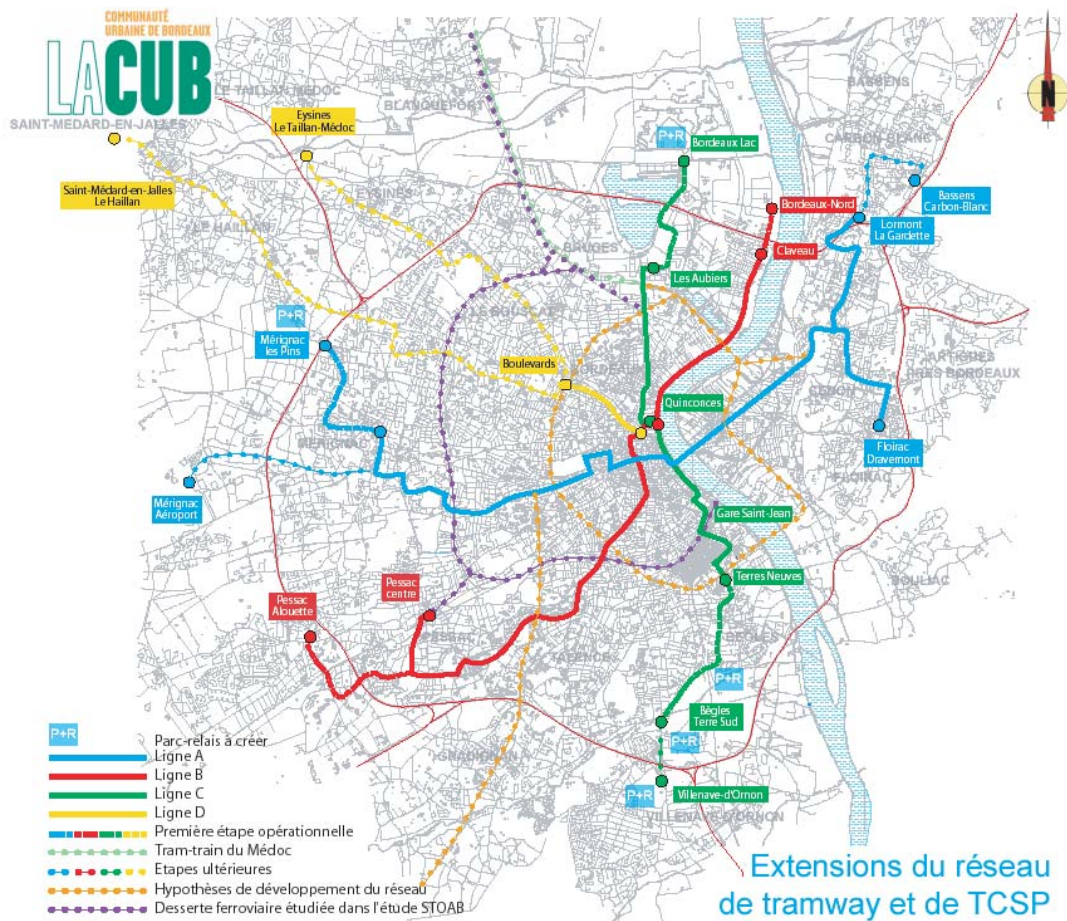 COMMUNAUTÉ
URBAINE DE BORDEAUX
LACUB
N
LE TAILLAN MEDOC
BLANQUEFORT
BASSENS
SAINT-MEDARD-EN-JALLES
Eysines
Le Taillan-Médoc
P+R
Bordeaux Lac
CARBON-BLANC
Saint-Médard-en-Jalles
Le Haillan
EYSINES
Bassens
Carbon-Blanc
Bordeaux-Nord
Lormont
La Gardette
LE HAILLAN
BRUGES
Claveau
Les Aubiers
P+R
Mérignac
les Pins
LE BOUSCAT
Boulevards
BORDEAUX
ARTIGUES
PRES BORDEAUX
CENON
Quinconces
MERIGNAC
Floirac
Dravemont
FLOIRAC
Mérignac
Aéroport
Gare Saint-Jean
Terres Neuves
BOULIAC
Pessac
centre
Pessac
Alouette
PESSAC
TALENCE
BEGLES
P+R
Bègles
Terre Sud
P+R
GRADIGNAN
P+R
Villenave-d'Ornon
VILLENAVE-D'ORNON
P+R Parc-relais à créer
Ligne A
Ligne B
Ligne C
Ligne D
Première étape opérationnelle
Tram-train du Médoc
Etapes ultérieures
Hypothèses de développement du réseau
Desserte ferroviaire étudiée dans l'étude STOAB
Extensions du réseau
de tramway et de TCSP